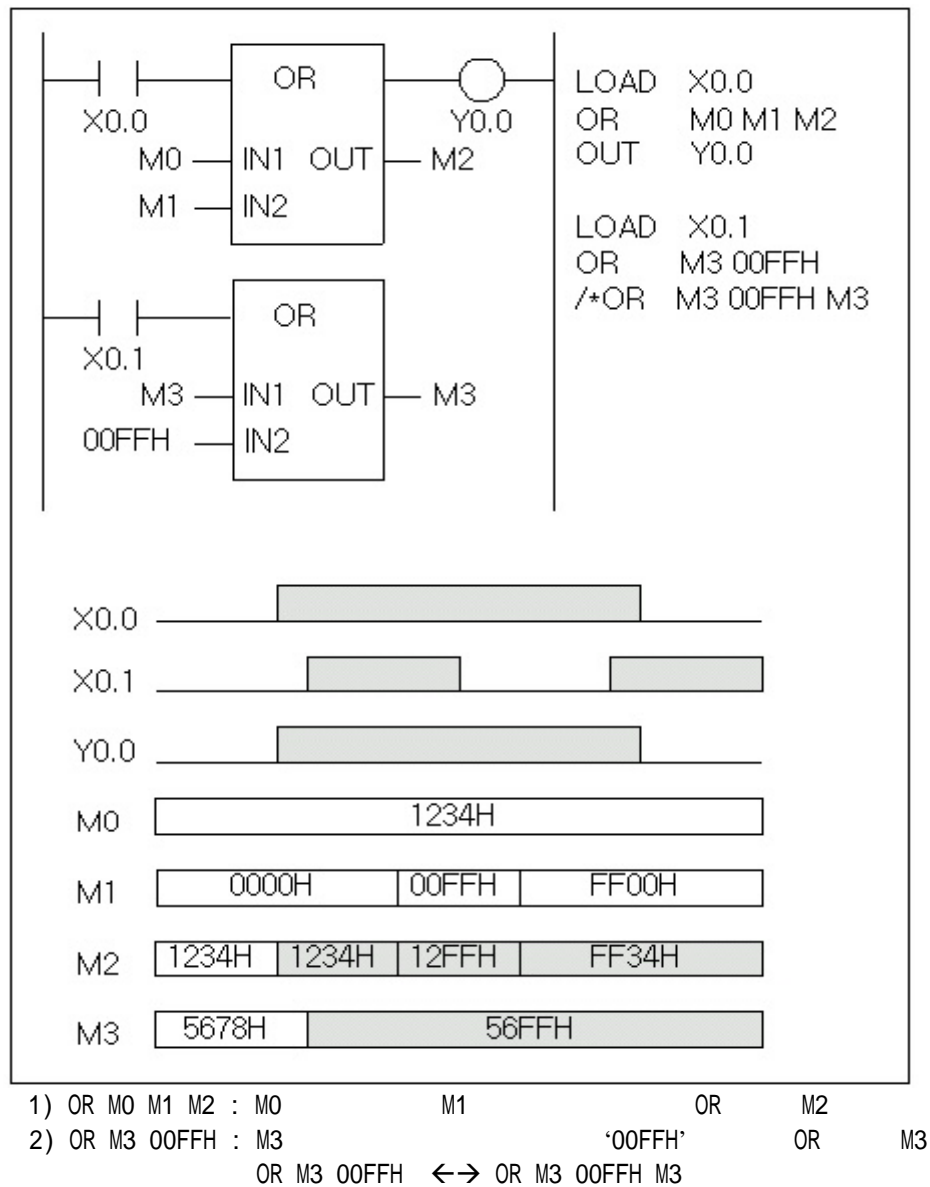 OR
X0.0
Y0.0
M0 IN1 OUT M2
M1 IN2
OR
X0.1
M3 IN1 OUT M3
00FFH IN2
LOAD X0.0
OR M0 M1 M2
OUT Y0.0
LOAD X0.1
OR M3 00FFH
/*OR M3 00FFH M3
X0.0
X0.1
Y0.0
M0 1234H
M1 0000H 00FFH FF00H
M2 1234H 1234H 12FFH FF34H
M3 5678H 56FFH
1) OR M0 M1 M2 : M0 M1 OR M2
2) OR M3 00FFH : M3 ‘00FFH’ OR M3
OR M3 00FFH ←→ OR M3 00FFH M3